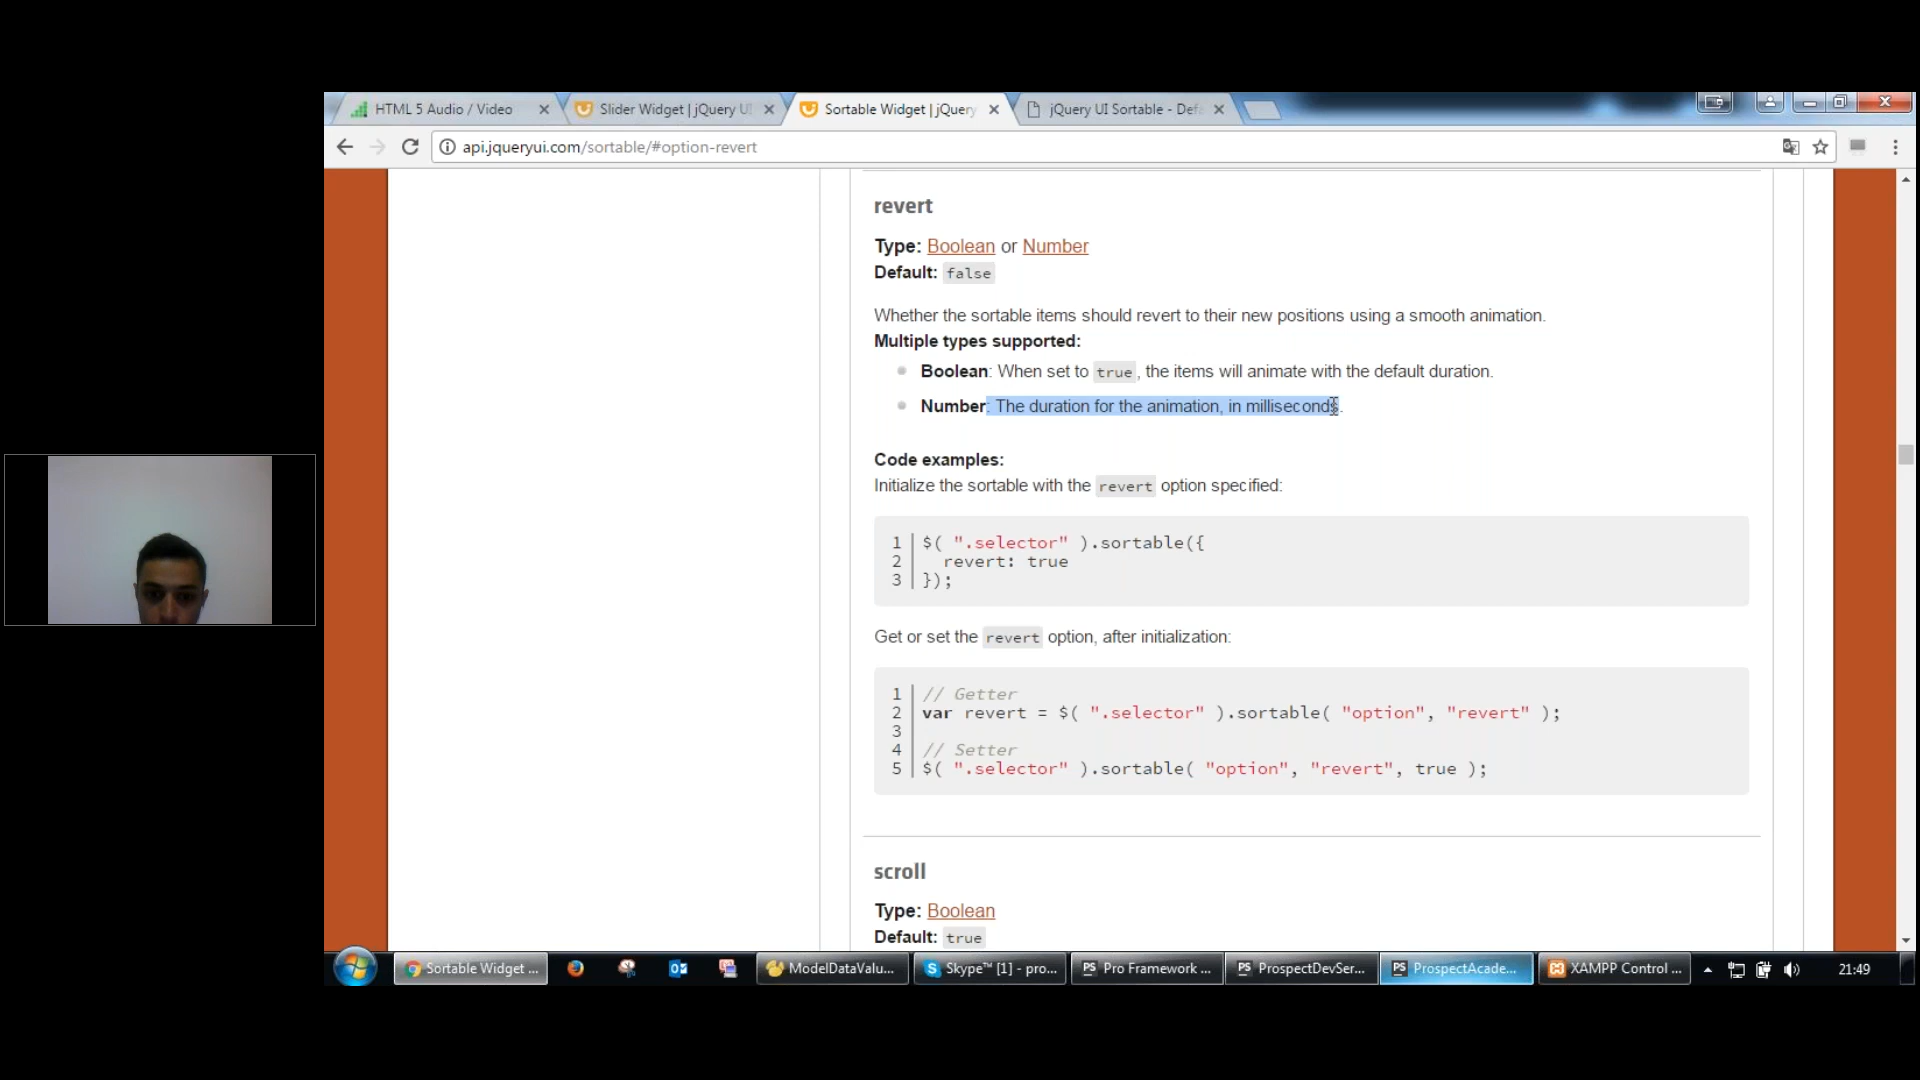 HTML 5 Audio / Video
Slider Widget | jQuery UI
Sortable Widget | jQuery
jQuery UI Sortable - Defa
api.jqueryui.com/sortable/#option-revert
revert
Type: Boolean or Number
Default: false
Whether the sortable items should revert to their new positions using a smooth animation.
Multiple types supported:
Boolean: When set to true, the items will animate with the default duration.
Number: The duration for the animation, in milliseconds.
Code examples:
Initialize the sortable with the revert option specified:
1 $( ".selector" ).sortable({
2   revert: true
3 });
Get or set the revert option, after initialization:
1 // Getter
2 var revert = $( ".selector" ).sortable( "option", "revert" );
3
4 // Setter
5 $( ".selector" ).sortable( "option", "revert", true );
scroll
Type: Boolean
Default: true
Sortable Widget ...
ModelDataValu...
Skype™ [1] - pro...
PS Pro Framework ...
PS ProspectDevSer...
PS ProspectAcade...
XAMPP Control ...
21:49